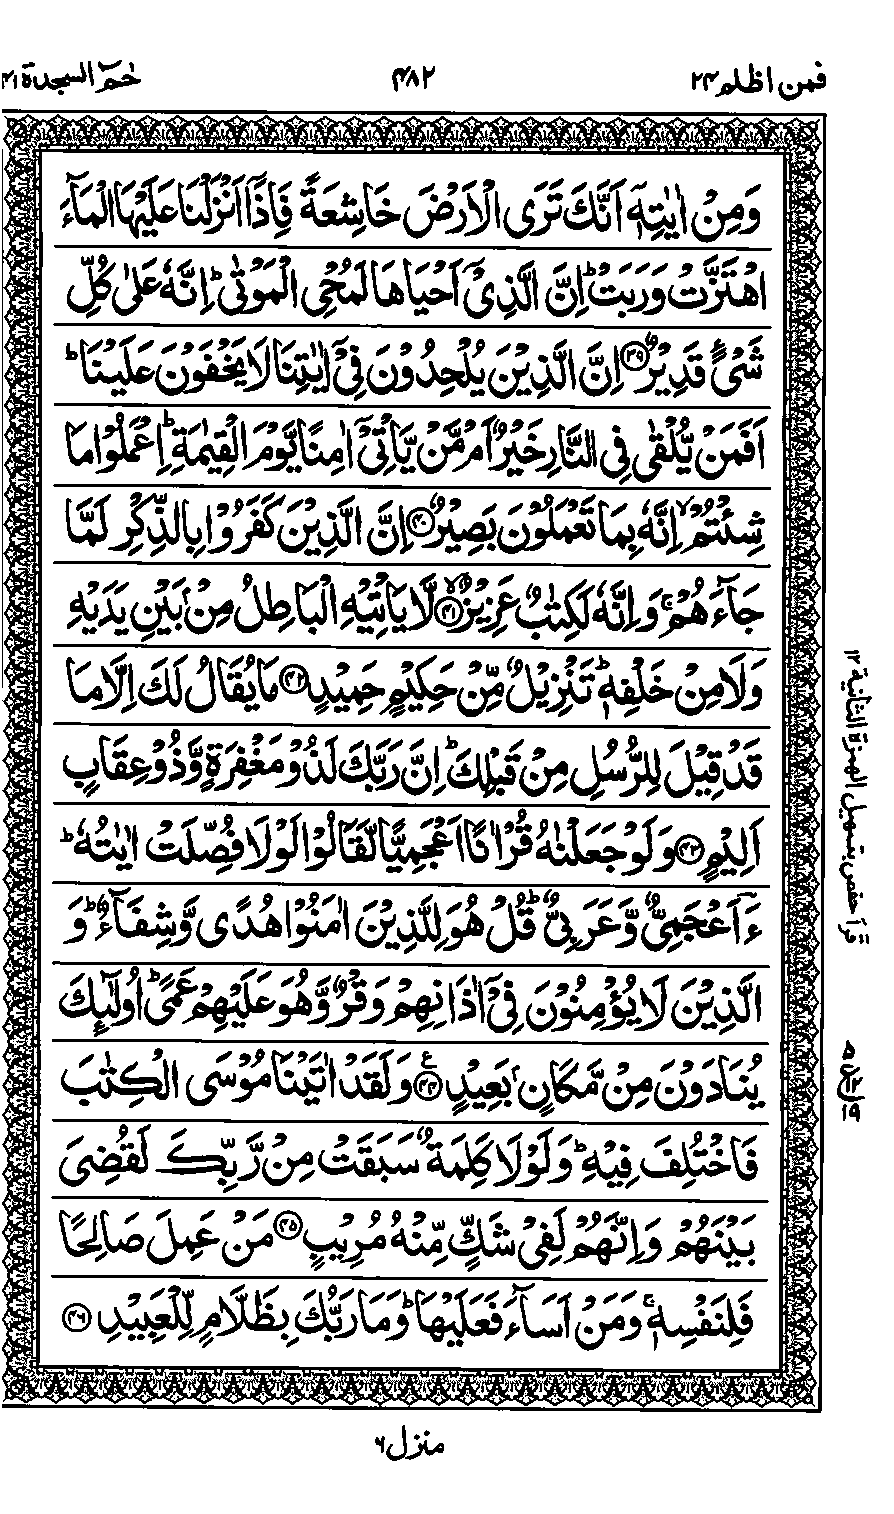 فمن اظلم ۲۴
۴۸۲
حٰم السجدة ۴۱
وَمِنْ اٰيٰتِهٖۤ اَنَّكَ تَرَى الْاَرْضَ خَاشِعَةً فَاِذَاۤ اَنْزَلْنَا عَلَيْهَا الْمَآءَ
اهْتَزَّتْ وَرَبَتْ ؕ اِنَّ الَّذِیْۤ اَحْيَاهَا لَمُحْیِ الْمَوْتٰی ؕ اِنَّهٗ عَلٰی كُلِّ
شَیْءٍ قَدِيْرٌ ﴿۳۹﴾ اِنَّ الَّذِيْنَ يُلْحِدُوْنَ فِیْۤ اٰيٰتِنَا لَا يَخْفَوْنَ عَلَيْنَا ؕ
اَفَمَنْ يُّلْقٰی فِی النَّارِ خَيْرٌ اَمْ مَّنْ يَّاْتِیْۤ اٰمِنًا يَّوْمَ الْقِيٰمَةِ ؕ اِعْمَلُوْا مَا
شِئْتُمْ ۙ اِنَّهٗ بِمَا تَعْمَلُوْنَ بَصِيْرٌ ﴿۴۰﴾ اِنَّ الَّذِيْنَ كَفَرُوْا بِالذِّكْرِ لَمَّا
جَآءَهُمْ ۚ وَاِنَّهٗ لَكِتٰبٌ عَزِيْزٌ ۙ﴿۴۱﴾ لَّا يَاْتِيْهِ الْبَاطِلُ مِنْۢ بَيْنِ يَدَيْهِ
وَلَا مِنْ خَلْفِهٖ ؕ تَنْزِيْلٌ مِّنْ حَكِيْمٍ حَمِيْدٍ ﴿۴۲﴾ مَا يُقَالُ لَكَ اِلَّا مَا
قَدْ قِيْلَ لِلرُّسُلِ مِنْ قَبْلِكَ ؕ اِنَّ رَبَّكَ لَذُوْ مَغْفِرَةٍ وَّذُوْ عِقَابٍ
اَلِيْمٍ ﴿۴۳﴾ وَلَوْ جَعَلْنٰهُ قُرْاٰنًا اَعْجَمِيًّا لَّقَالُوْا لَوْلَا فُصِّلَتْ اٰيٰتُهٗ ؕ
ءَاَعْجَمِیٌّ وَّعَرَبِیٌّ ؕ قُلْ هُوَ لِلَّذِيْنَ اٰمَنُوْا هُدًی وَّشِفَآءٌ ؕ وَ
الَّذِيْنَ لَا يُؤْمِنُوْنَ فِیْۤ اٰذَانِهِمْ وَقْرٌ وَّهُوَ عَلَيْهِمْ عَمًی ؕ اُولٰٓئِكَ
يُنَادَوْنَ مِنْ مَّكَانٍۢ بَعِيْدٍ ﴿۴۴﴾ع وَلَقَدْ اٰتَيْنَا مُوْسَی الْكِتٰبَ
فَاخْتُلِفَ فِيْهِ ؕ وَلَوْلَا كَلِمَةٌ سَبَقَتْ مِنْ رَّبِّكَ لَقُضِیَ
بَيْنَهُمْ ؕ وَاِنَّهُمْ لَفِیْ شَكٍّ مِّنْهُ مُرِيْبٍ ﴿۴۵﴾ مَنْ عَمِلَ صَالِحًا
فَلِنَفْسِهٖ ۚ وَمَنْ اَسَآءَ فَعَلَيْهَا ؕ وَمَا رَبُّكَ بِظَلَّامٍ لِّلْعَبِيْدِ ﴿۴۶﴾
قرأ حفص بتسهيل الهمزة الثانية ۱۲
۵
ع ۱۲
۱۹
منزل ۶